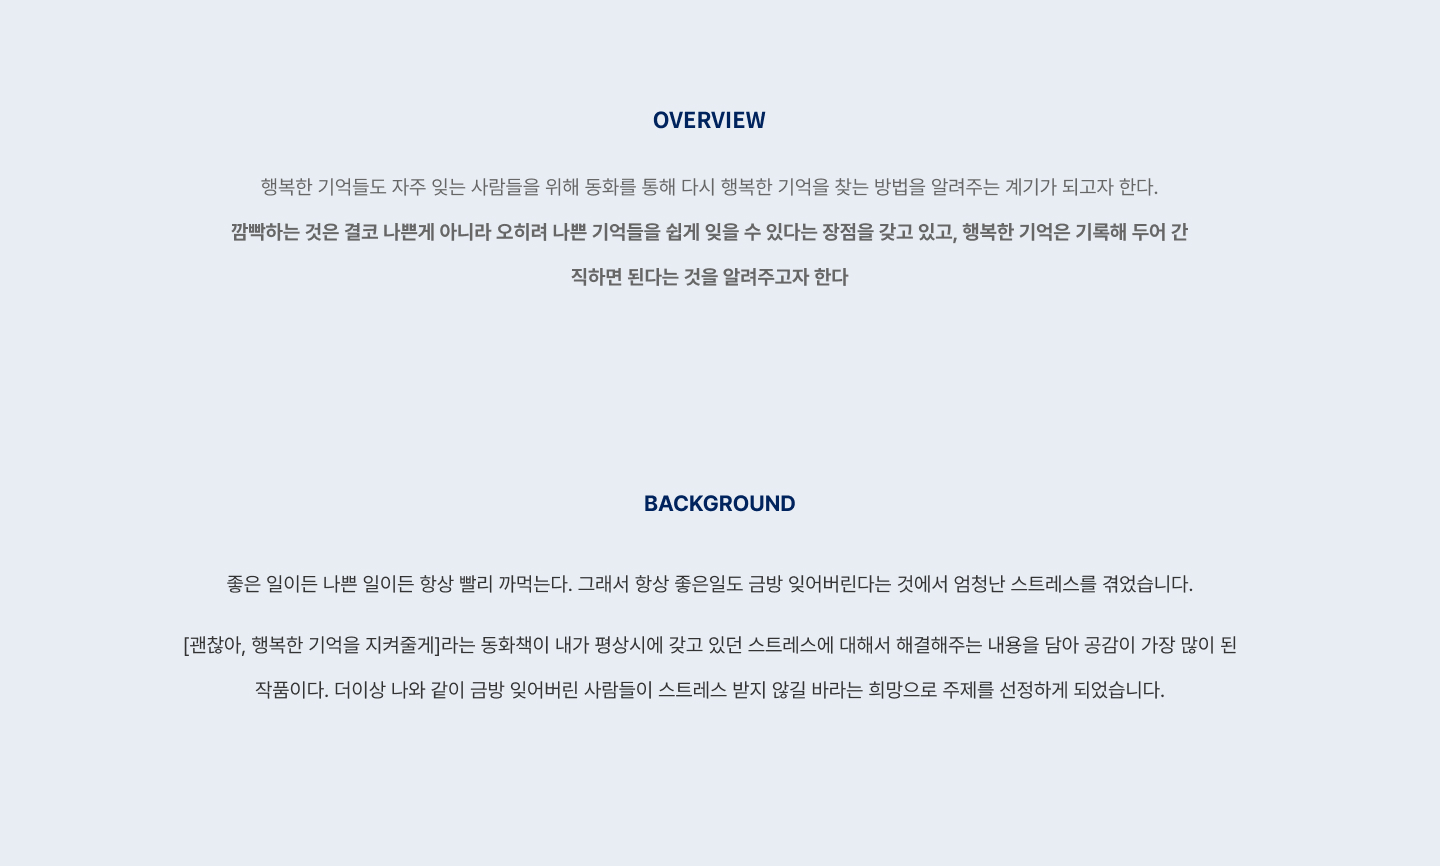 OVERVIEW
행복한 기억들도 자주 잊는 사람들을 위해 동화를 통해 다시 행복한 기억을 찾는 방법을 알려주는 계기가 되고자 한다.
깜빡하는 것은 결코 나쁜게 아니라 오히려 나쁜 기억들을 쉽게 잊을 수 있다는 장점을 갖고 있고, 행복한 기억은 기록해 두어 간
직하면 된다는 것을 알려주고자 한다
BACKGROUND
좋은 일이든 나쁜 일이든 항상 빨리 까먹는다. 그래서 항상 좋은일도 금방 잊어버린다는 것에서 엄청난 스트레스를 겪었습니다.
[괜찮아, 행복한 기억을 지켜줄게]라는 동화책이 내가 평상시에 갖고 있던 스트레스에 대해서 해결해주는 내용을 담아 공감이 가장 많이 된
작품이다. 더이상 나와 같이 금방 잊어버린 사람들이 스트레스 받지 않길 바라는 희망으로 주제를 선정하게 되었습니다.